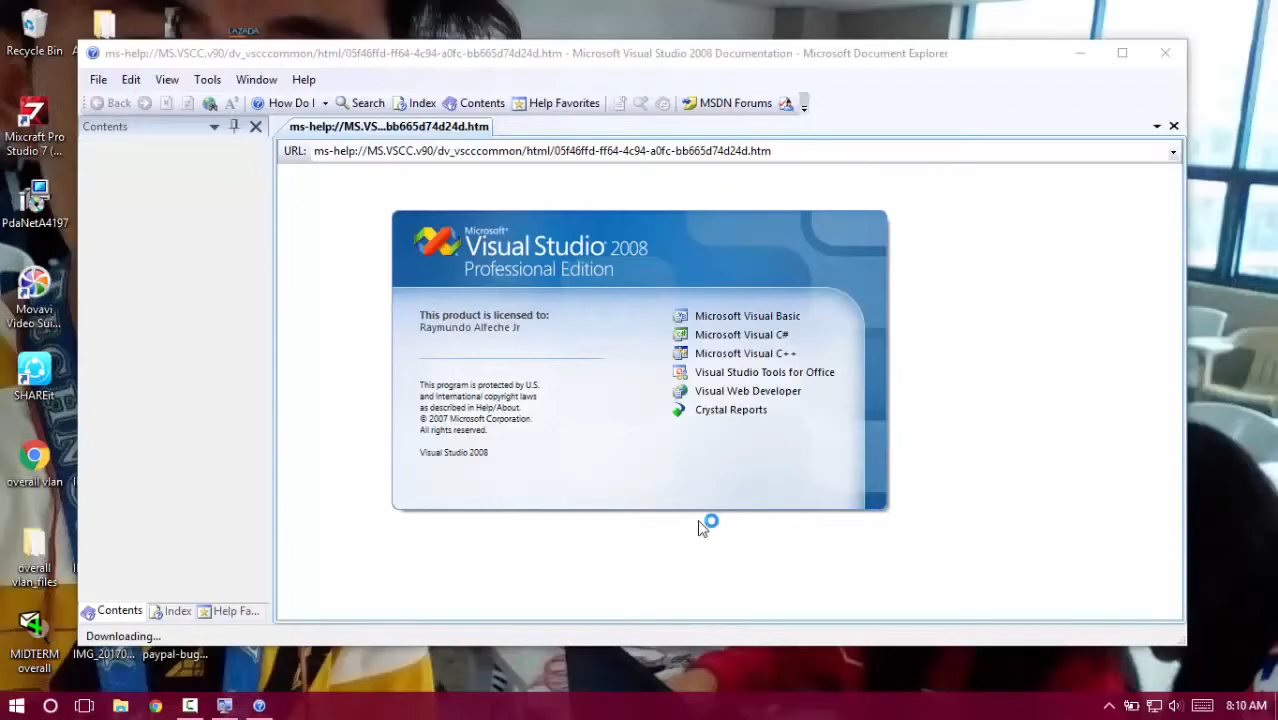 LAZADA
Recycle Bin
ms-help://MS.VSCC.v90/dv_vscccommon/html/05f46ffd-ff64-4c94-a0fc-bb665d74d24d.htm - Microsoft Visual Studio 2008 Documentation - Microsoft Document Explorer
File Edit View Tools Window Help
Back How Do I Search Index Contents Help Favorites MSDN Forums
Contents
ms-help://MS.VS...bb665d74d24d.htm
URL: ms-help://MS.VSCC.v90/dv_vscccommon/html/05f46ffd-ff64-4c94-a0fc-bb665d74d24d.htm
Mixcraft Pro
Studio 7 (...
PdaNetA4197
Movavi
Video Sui...
SHAREit
overall vlan
overall
vlan_files
MIDTERM
overall
IMG_20170...
paypal-bug...
Microsoft
Visual Studio 2008
Professional Edition
This product is licensed to:
Raymundo Alfeche Jr
This program is protected by U.S.
and International copyright laws
as described in Help/About.
© 2007 Microsoft Corporation.
All rights reserved.
Visual Studio 2008
Microsoft Visual Basic
Microsoft Visual C#
Microsoft Visual C++
Visual Studio Tools for Office
Visual Web Developer
Crystal Reports
Contents Index Help Fa...
Downloading...
8:10 AM